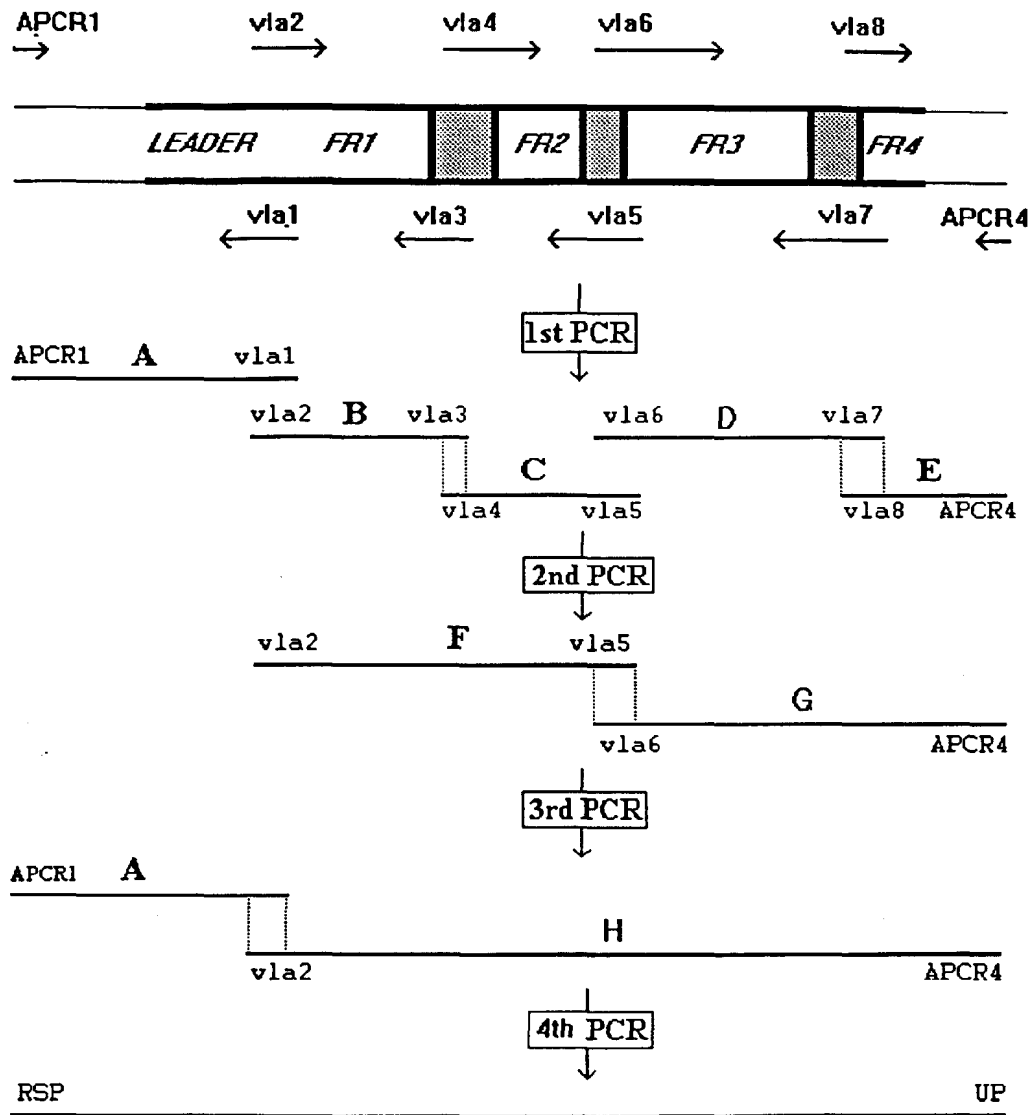 APCR1 vla2 vla4 vla6 vla8
LEADER FR1 FR2 FR3 FR4
vla1 vla3 vla5 vla7 APCR4
1st PCR
APCR1 A vla1
vla2 B vla3 vla6 D vla7
C E
vla4 vla5 vla8 APCR4
2nd PCR
vla2 F vla5
G
vla6 APCR4
3rd PCR
APCR1 A
H
vla2 APCR4
4th PCR
RSP UP